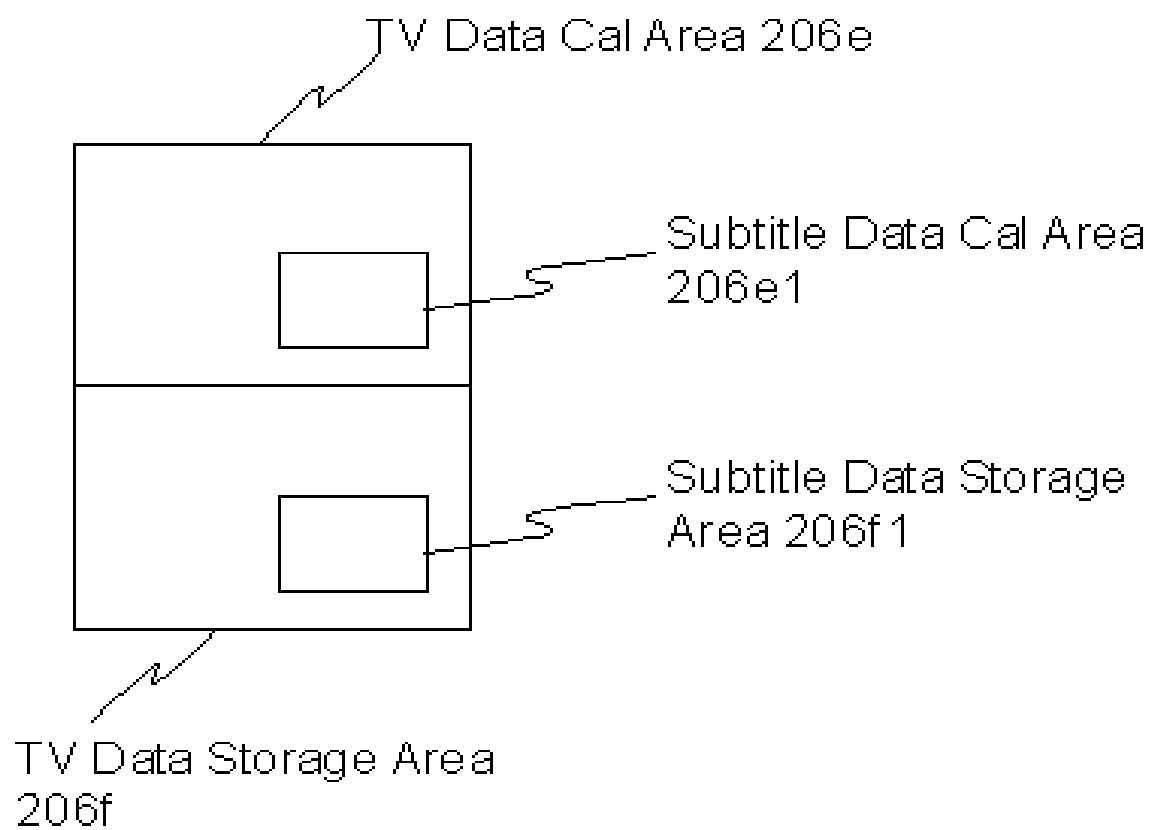 TV Data Cal Area 206e
Subtitle Data Cal Area
206e1
Subtitle Data Storage
Area 206f1
TV Data Storage Area
206f